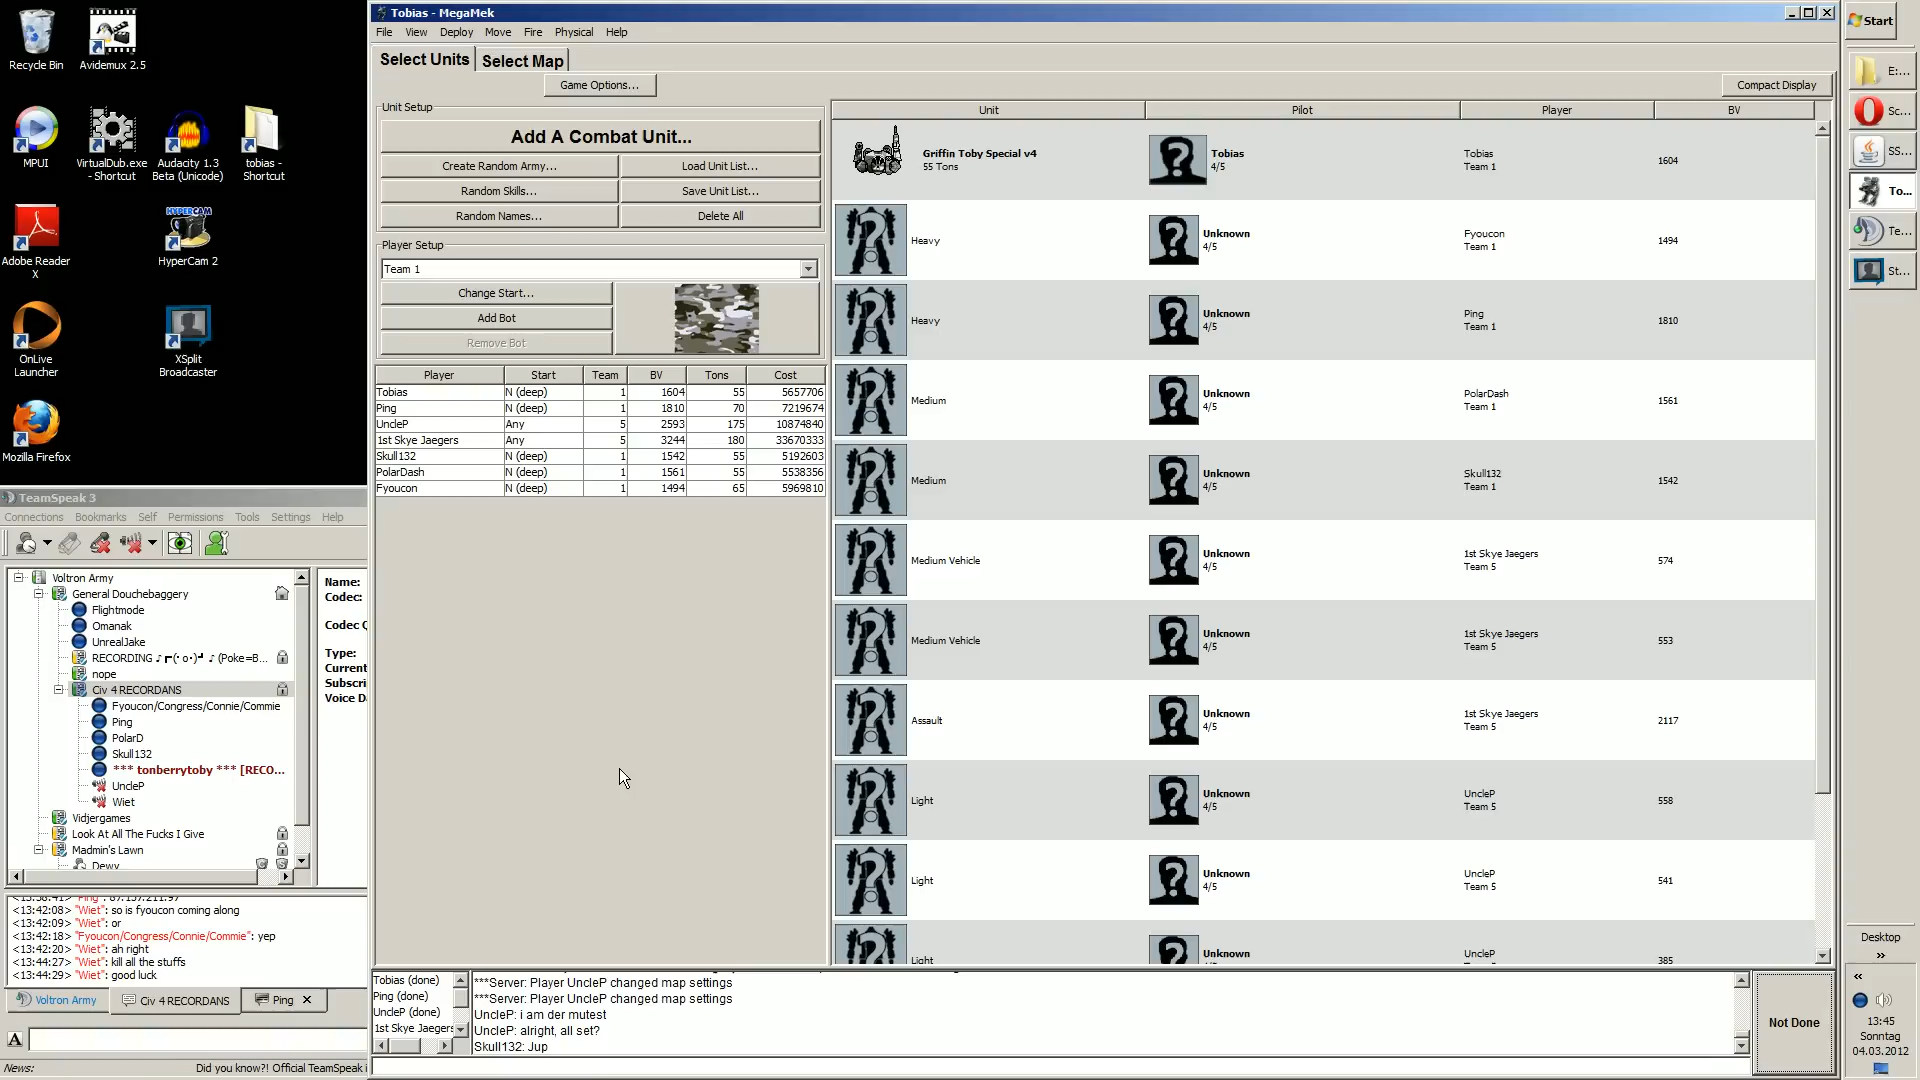 Recycle Bin
Avidemux 2.5
MPUI
VirtualDub.exe - Shortcut
Audacity 1.3 Beta (Unicode)
tobias - Shortcut
Adobe Reader X
HyperCam 2
OnLive Launcher
XSplit Broadcaster
Mozilla Firefox
Tobias - MegaMek
File View Deploy Move Fire Physical Help
Select Units Select Map
Game Options...
Compact Display
Unit Setup
Add A Combat Unit...
Create Random Army... Load Unit List...
Random Skills... Save Unit List...
Random Names... Delete All
Player Setup
Team 1
Change Start...
Add Bot
Remove Bot
Player Start Team BV Tons Cost
Tobias N (deep) 1 1604 55 5657706
Ping N (deep) 1 1810 70 7219674
UncleP Any 5 2593 175 10874840
1st Skye Jaegers Any 5 3244 180 33670333
Skull132 N (deep) 1 1542 55 5192603
PolarDash N (deep) 1 1561 55 5538356
Fyoucon N (deep) 1 1494 65 5969810
Unit Pilot Player BV
Griffin Toby Special v4
55 Tons
Tobias
4/5
Tobias
Team 1
1604
Heavy
Unknown
4/5
Fyoucon
Team 1
1494
Heavy
Unknown
4/5
Ping
Team 1
1810
Medium
Unknown
4/5
PolarDash
Team 1
1561
Medium
Unknown
4/5
Skull132
Team 1
1542
Medium Vehicle
Unknown
4/5
1st Skye Jaegers
Team 5
574
Medium Vehicle
Unknown
4/5
1st Skye Jaegers
Team 5
553
Assault
Unknown
4/5
1st Skye Jaegers
Team 5
2117
Light
Unknown
4/5
UncleP
Team 5
558
Light
Unknown
4/5
UncleP
Team 5
541
Light
Unknown
UncleP
385
TeamSpeak 3
Connections Bookmarks Self Permissions Tools Settings Help
Voltron Army
General Douchebaggery
Flightmode
Omanak
UnrealJake
nope
Civ 4 RECORDANS
Fyoucon/Congress/Connie/Commie
Ping
PolarD
Skull132
*** tonberrytoby *** [RECO...
UncleP
Wiet
Vidjergames
Look At All The Fucks I Give
Madmin's Lawn
Dewy
Name:
Codec:
Codec Q
Type:
Current
Subscri
Voice Da
<13:42:08> "Wiet": so is fyoucon coming along
<13:42:09> "Wiet": or
<13:42:18> "Fyoucon/Congress/Connie/Commie": yep
<13:42:20> "Wiet": ah right
<13:44:27> "Wiet": kill all the stuffs
<13:44:29> "Wiet": good luck
Voltron Army Civ 4 RECORDANS Ping
News: Did you know?! Official TeamSpeak i
Tobias (done)
Ping (done)
UncleP (done)
1st Skye Jaegers
***Server: Player UncleP changed map settings
***Server: Player UncleP changed map settings
UncleP: i am der mutest
UncleP: alright, all set?
Skull132: Jup
Not Done
Start
E:...
Sc...
SS...
To...
Te...
St...
Desktop
13:45
Sonntag
04.03.2012